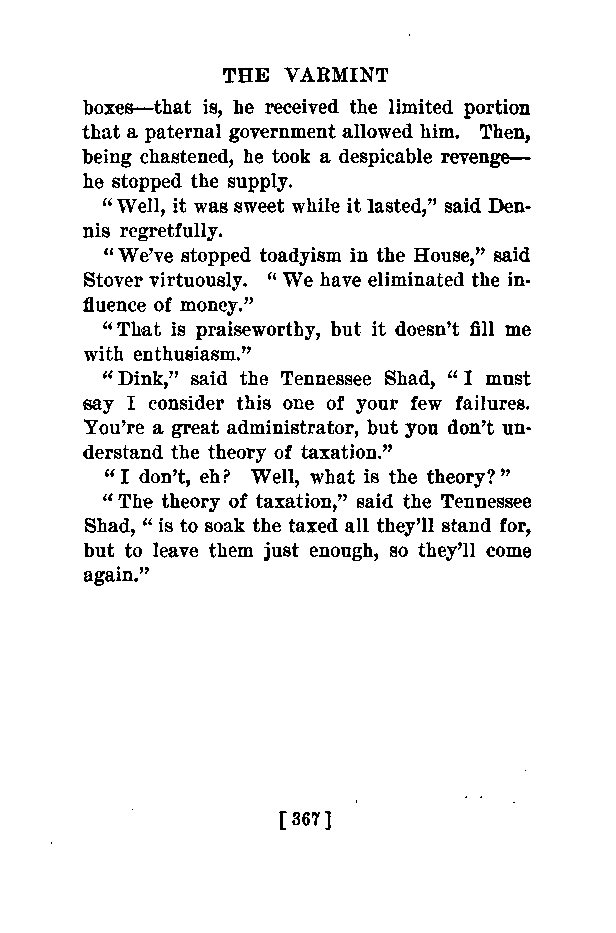 THE VARMINT
boxes—that is, he received the limited portion
that a paternal government allowed him. Then,
being chastened, he took a despicable revenge—
he stopped the supply.
"Well, it was sweet while it lasted," said Den-
nis regretfully.
"We've stopped toadyism in the House," said
Stover virtuously. "We have eliminated the in-
fluence of money."
"That is praiseworthy, but it doesn't fill me
with enthusiasm."
"Dink," said the Tennessee Shad, "I must
say I consider this one of your few failures.
You're a great administrator, but you don't un-
derstand the theory of taxation."
"I don't, eh? Well, what is the theory?"
"The theory of taxation," said the Tennessee
Shad, "is to soak the taxed all they'll stand for,
but to leave them just enough, so they'll come
again."
[367]